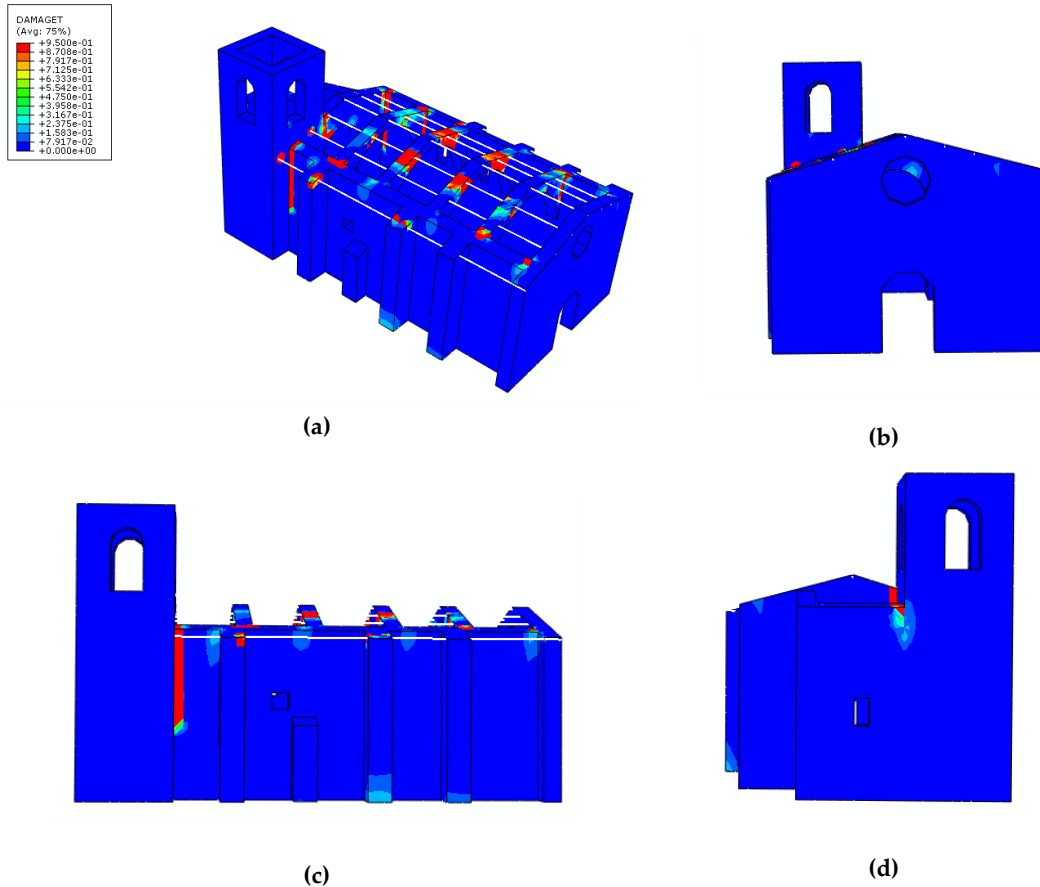 DAMAGET
(Avg: 75%)
+9.500e-01
+8.708e-01
+7.917e-01
+7.125e-01
+6.333e-01
+5.542e-01
+4.750e-01
+3.958e-01
+3.167e-01
+2.375e-01
+1.583e-01
+7.917e-02
+0.000e+00
(a)
(b)
(c)
(d)